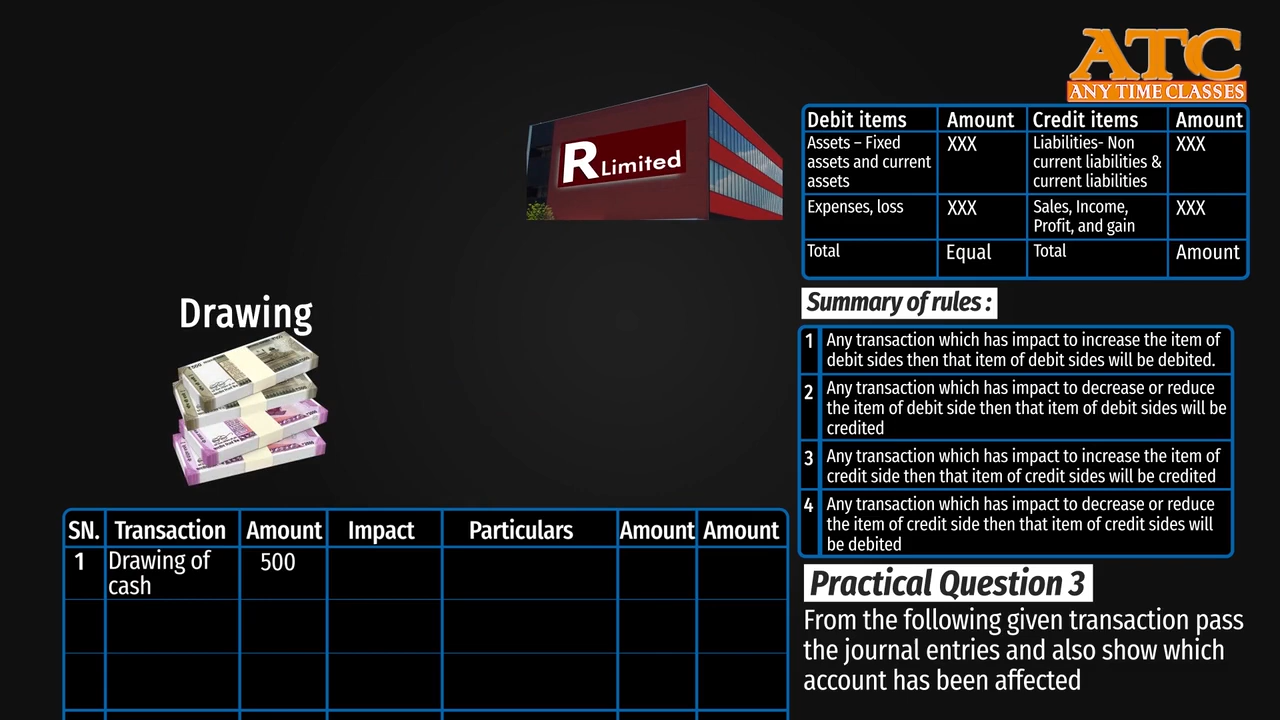 ATC
ANY TIME CLASSES
R Limited
Debit items Amount Credit items Amount
Assets – Fixed assets and current assets XXX Liabilities- Non current liabilities & current liabilities XXX
Expenses, loss XXX Sales, Income, Profit, and gain XXX
Total Equal Total Amount
Summary of rules :
1 Any transaction which has impact to increase the item of
debit sides then that item of debit sides will be debited.
2 Any transaction which has impact to decrease or reduce
the item of debit side then that item of debit sides will be
credited
3 Any transaction which has impact to increase the item of
credit side then that item of credit sides will be credited
4 Any transaction which has impact to decrease or reduce
the item of credit side then that item of credit sides will
be debited
Drawing
SN. Transaction Amount Impact Particulars Amount Amount
1 Drawing of cash 500
Practical Question 3
From the following given transaction pass
the journal entries and also show which
account has been affected